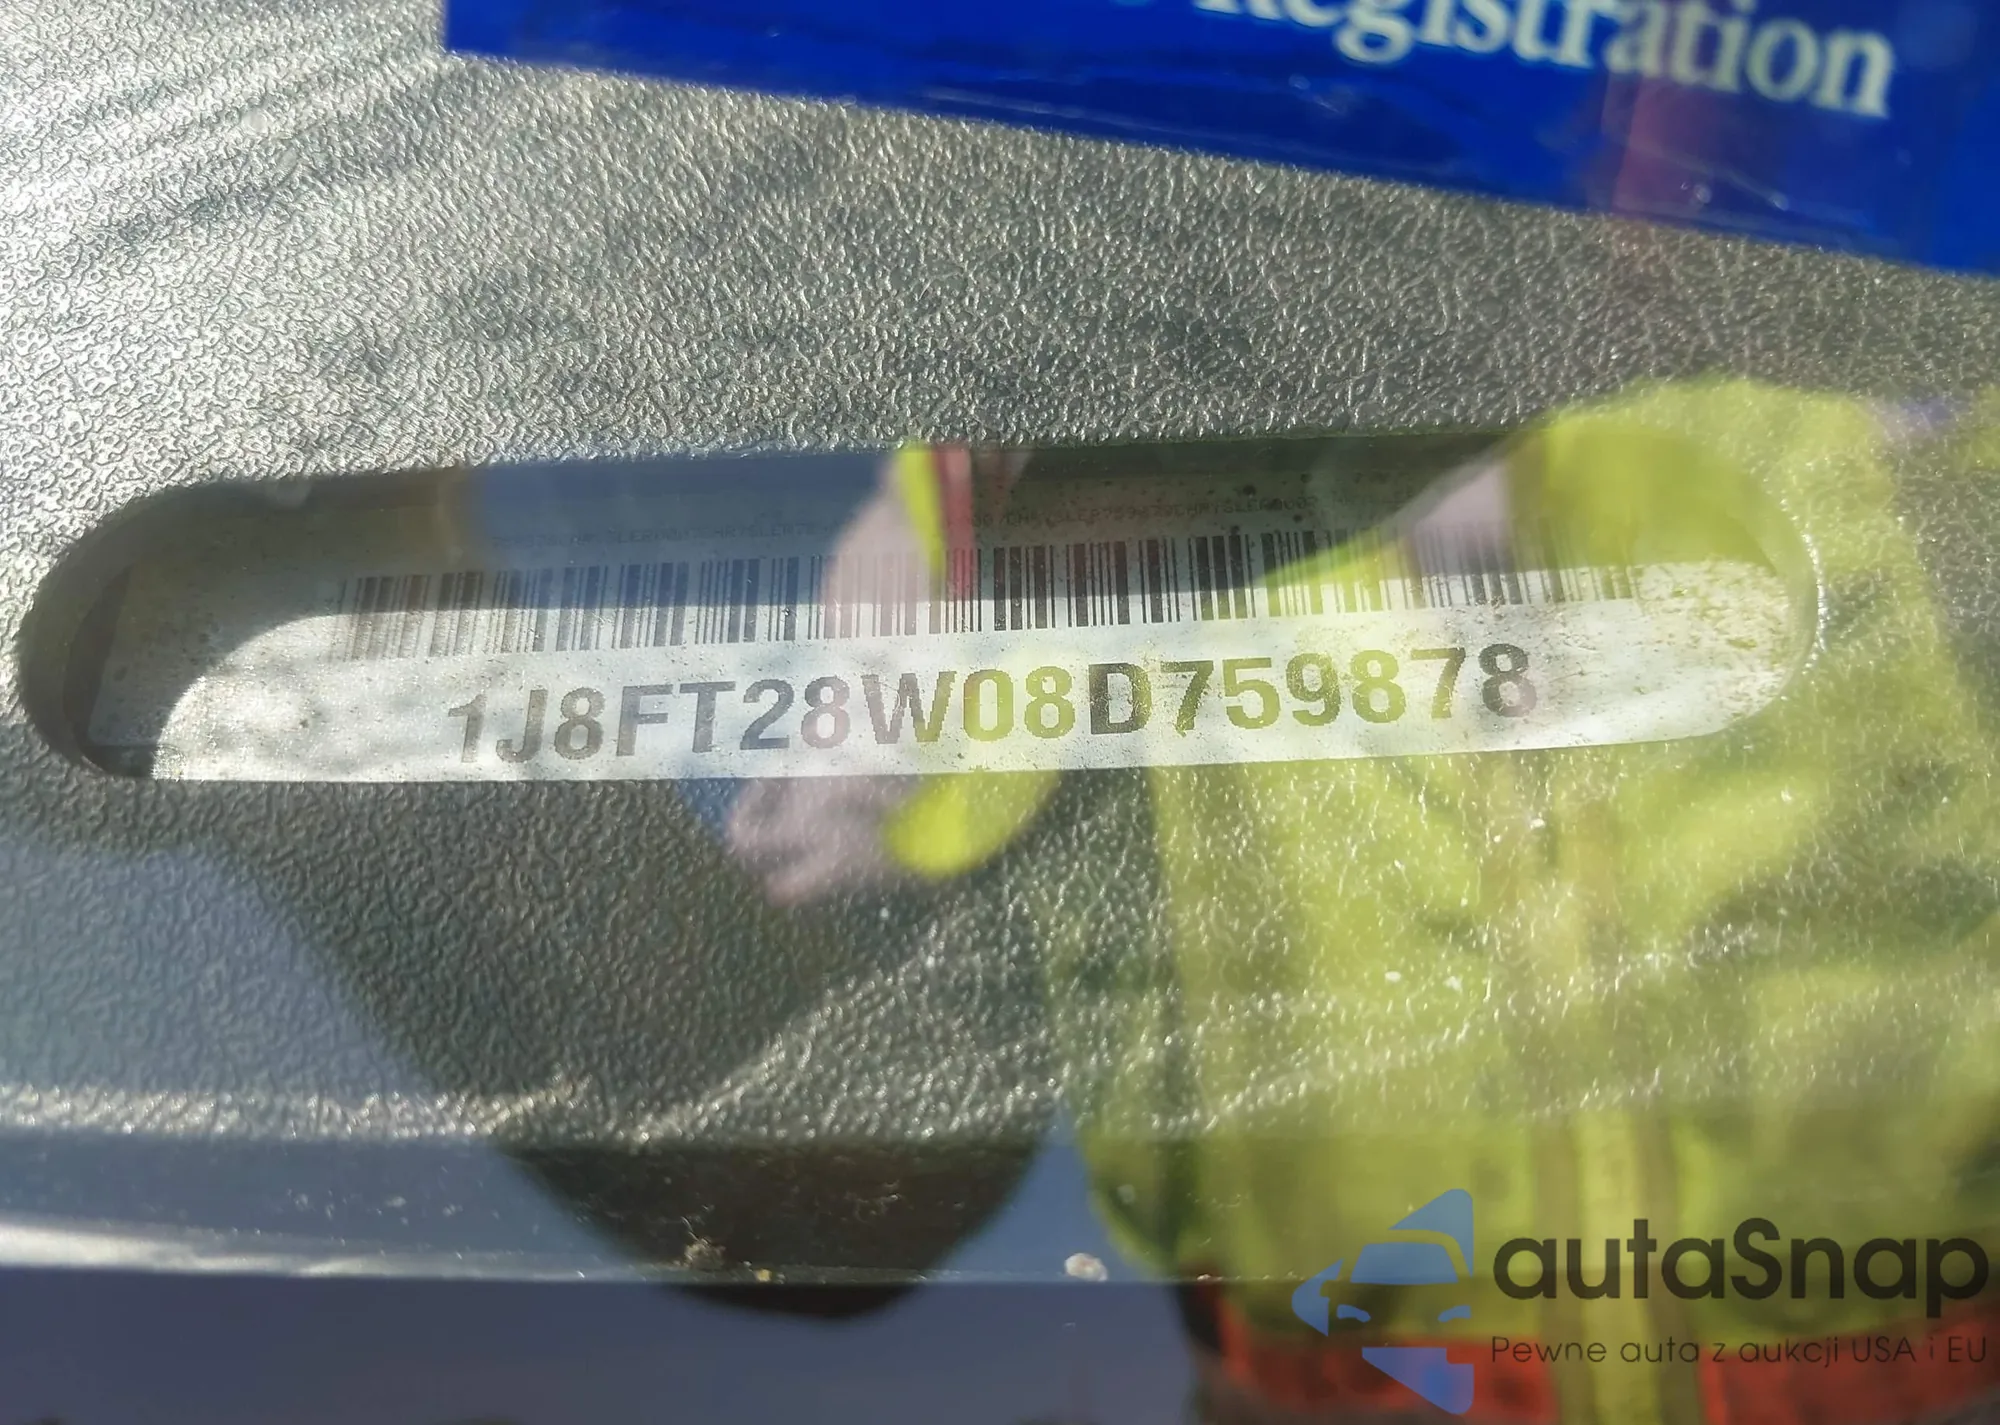 Registration
1J8FT28W08D759878
autaSnap
Pewne auta z aukcji USA i EU